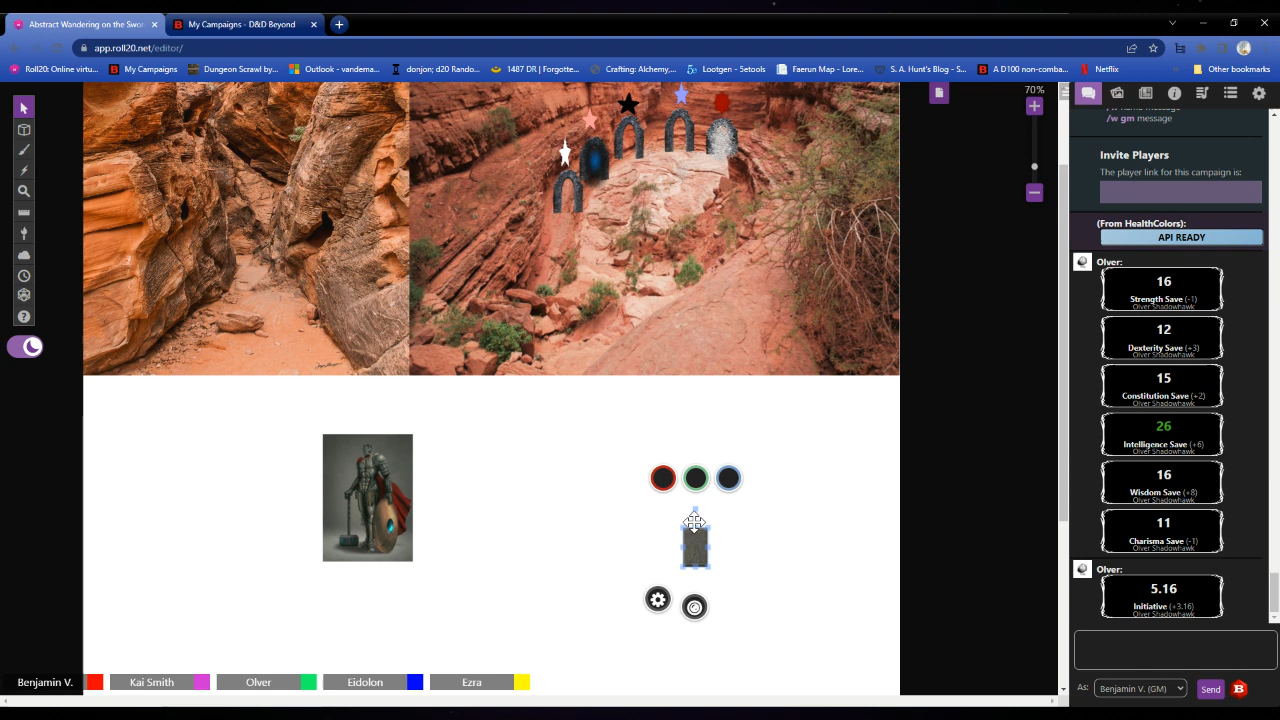 Abstract Wandering on the Swor
My Campaigns - D&D Beyond
app.roll20.net/editor/
Roll20: Online virtu...
My Campaigns
Dungeon Scrawl by...
Outlook - vandema...
donjon; d20 Rando...
1487 DR | Forgotte...
Crafting: Alchemy,...
Lootgen - 5etools
Faerun Map - Lore...
S. A. Hunt's Blog - S...
A D100 non-comba...
Netflix
Other bookmarks
70%
/w gm message
Invite Players
The player link for this campaign is:
(From HealthColors):
API READY
Olver:
16
Strength Save (-1)
Olver Shadowhawk
12
Dexterity Save (+3)
Olver Shadowhawk
15
Constitution Save (+2)
Olver Shadowhawk
26
Intelligence Save (+6)
Olver Shadowhawk
16
Wisdom Save (+8)
Olver Shadowhawk
11
Charisma Save (-1)
Olver Shadowhawk
Olver:
5.16
Initiative (+3.16)
Olver Shadowhawk
Benjamin V.
Kai Smith
Olver
Eidolon
Ezra
As:
Benjamin V. (GM)
Send